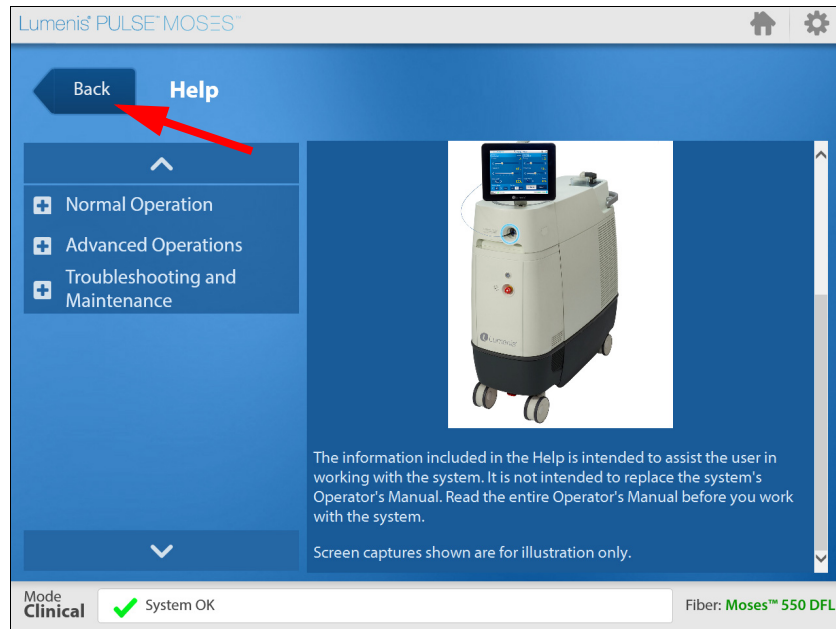 Lumenis® PULSE™ MOSES™
Back
Help
Normal Operation
Advanced Operations
Troubleshooting and
Maintenance
LUMENIS
The information included in the Help is intended to assist the user in
working with the system. It is not intended to replace the system's
Operator's Manual. Read the entire Operator's Manual before you work
with the system.
Screen captures shown are for illustration only.
Mode
Clinical
System OK
Fiber: Moses™ 550 DFL